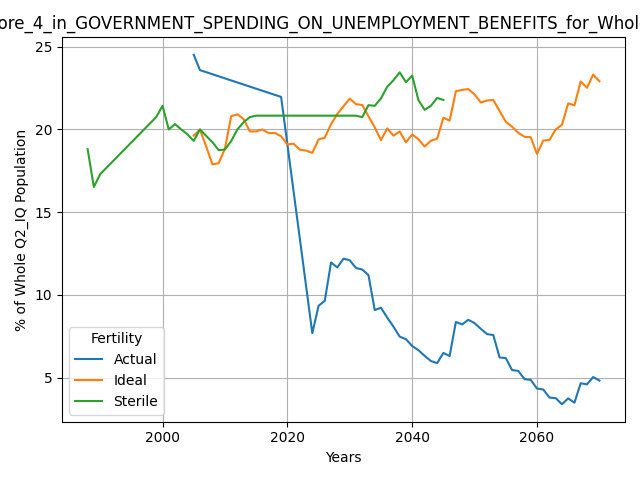 ore_4_in_GOVERNMENT_SPENDING_ON_UNEMPLOYMENT_BENEFITS_for_Whol
% of Whole Q2_IQ Population
25
20
15
10
5
Fertility
Actual
Ideal
Sterile
2000
2020
2040
2060
Years